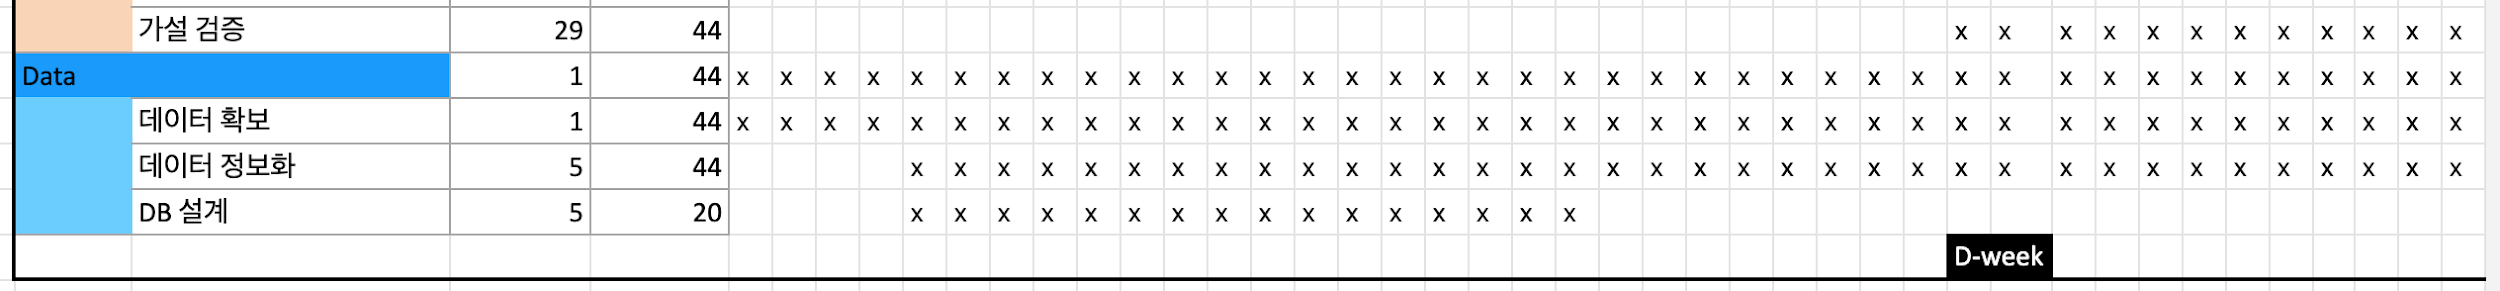 가설 검증 29 44 x x x x x x x x x x x x
Data 1 44 x x x x x x x x x x x x x x x x x x x x x x x x x x x x x x x x x x x x x x x x
데이터 확보 1 44 x x x x x x x x x x x x x x x x x x x x x x x x x x x x x x x x x x x x x x x x
데이터 정보화 5 44 x x x x x x x x x x x x x x x x x x x x x x x x x x x x x x x x x x x x
DB 설계 5 20 x x x x x x x x x x x x x x x x
D-week